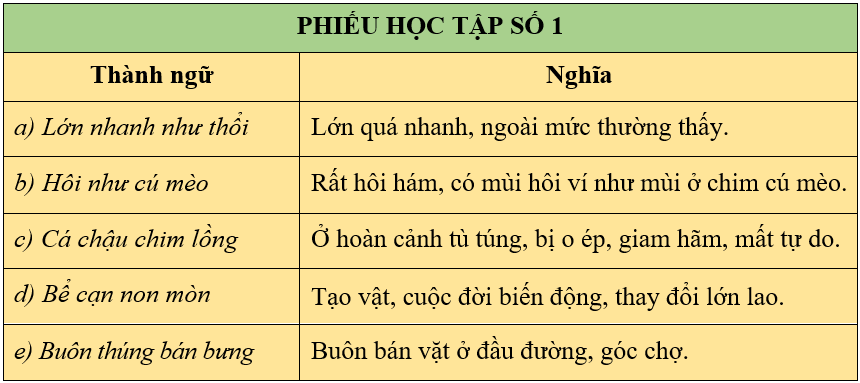 PHIẾU HỌC TẬP SỐ 1
Thành ngữ Nghĩa
a) Lớn nhanh như thổi Lớn quá nhanh, ngoài mức thường thấy.
b) Hôi như cú mèo Rất hôi hám, có mùi hôi ví như mùi ở chim cú mèo.
c) Cá chậu chim lồng Ở hoàn cảnh tù túng, bị o ép, giam hãm, mất tự do.
d) Bể cạn non mòn Tạo vật, cuộc đời biến động, thay đổi lớn lao.
e) Buôn thúng bán bưng Buôn bán vặt ở đầu đường, góc chợ.